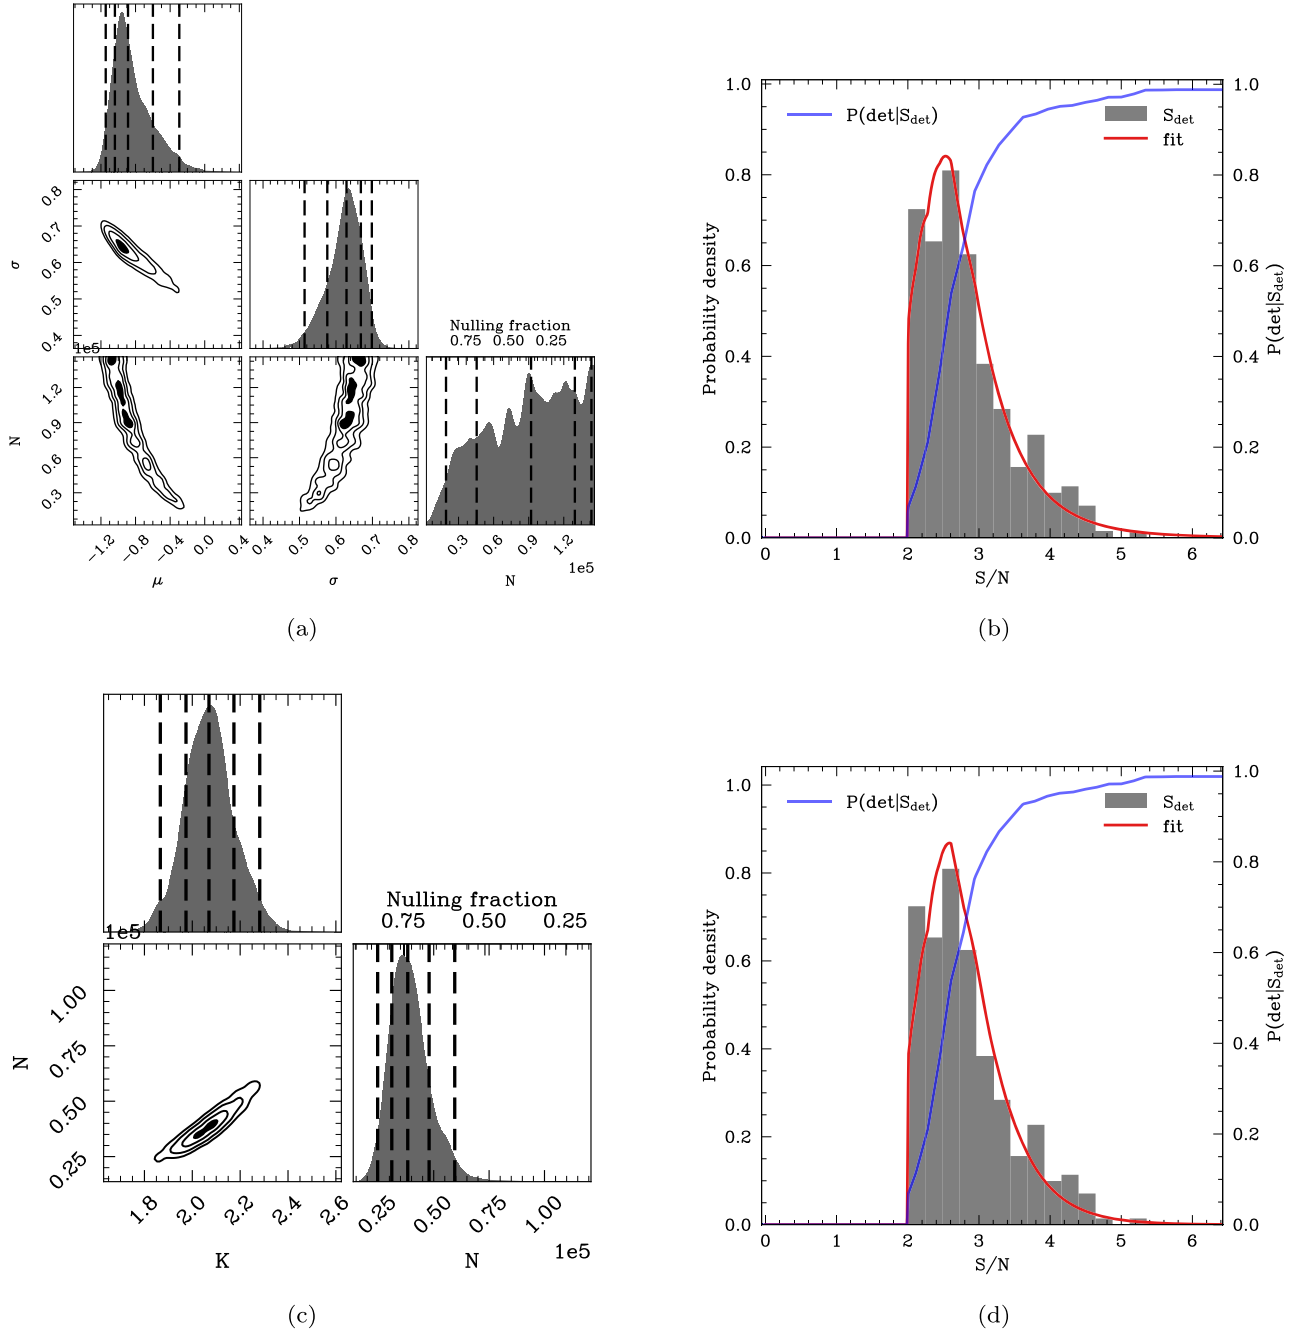 0.8
0.7
0.6
0.5
0.4
σ
1e5
Nulling fraction
0.75 0.50 0.25
1.2
0.9
0.6
0.3
N
−1.2 −0.8 −0.4 0.0 0.4
μ
0.4 0.5 0.6 0.7 0.8
σ
0.3 0.6 0.9 1.2
1e5
N
(a)
1.0
0.8
0.6
0.4
0.2
0.0
Probability density
P(det|Sdet)
Sdet
fit
1.0
0.8
0.6
0.4
0.2
0.0
P(det|Sdet)
0 1 2 3 4 5 6
S/N
(b)
1e5
Nulling fraction
0.75 0.50 0.25
1.00
0.75
0.50
0.25
N
1.8 2.0 2.2 2.4 2.6
K
0.25 0.50 0.75 1.00
1e5
N
(c)
1.0
0.8
0.6
0.4
0.2
0.0
Probability density
P(det|Sdet)
Sdet
fit
1.0
0.8
0.6
0.4
0.2
0.0
P(det|Sdet)
0 1 2 3 4 5 6
S/N
(d)